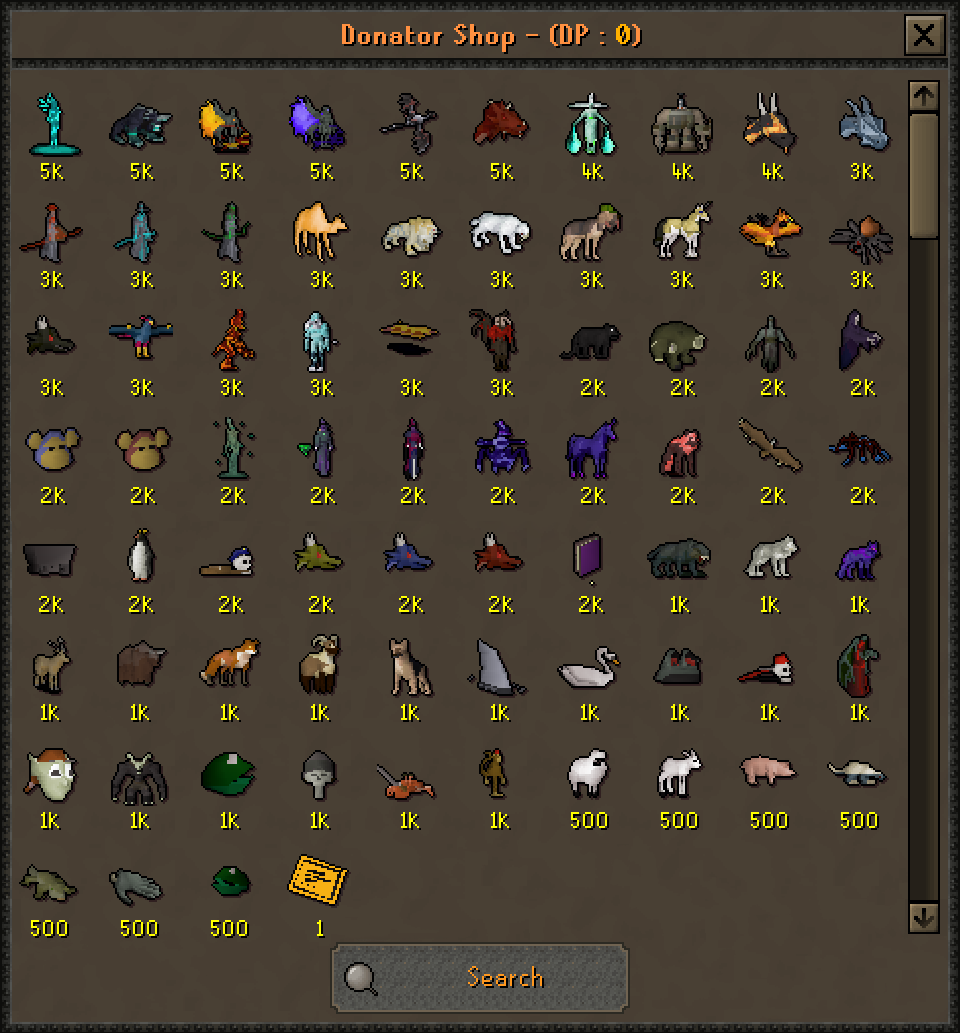 Donator Shop - (DP : 0)
5K 5K 5K 5K 5K 5K 4K 4K 4K 3K
3K 3K 3K 3K 3K 3K 3K 3K 3K 3K
3K 3K 3K 3K 3K 3K 2K 2K 2K 2K
2K 2K 2K 2K 2K 2K 2K 2K 2K 2K
2K 2K 2K 2K 2K 2K 2K 1K 1K 1K
1K 1K 1K 1K 1K 1K 1K 1K 1K 1K
1K 1K 1K 1K 1K 1K 500 500 500 500
500 500 500 1
Search